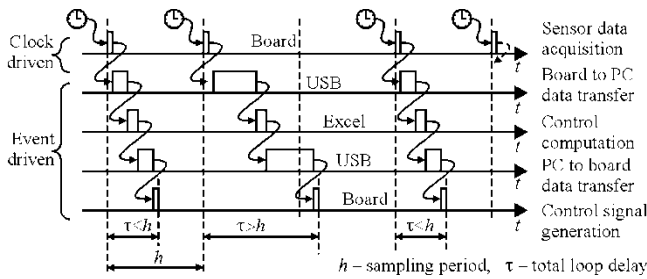 Clock
driven
Board
t
Sensor data
acquisition
USB
t
Board to PC
data transfer
Event
driven
Excel
t
Control
computation
USB
t
PC to board
data transfer
Board
t
Control signal
generation
τ<h
τ>h
τ<h
h
h – sampling period, τ – total loop delay